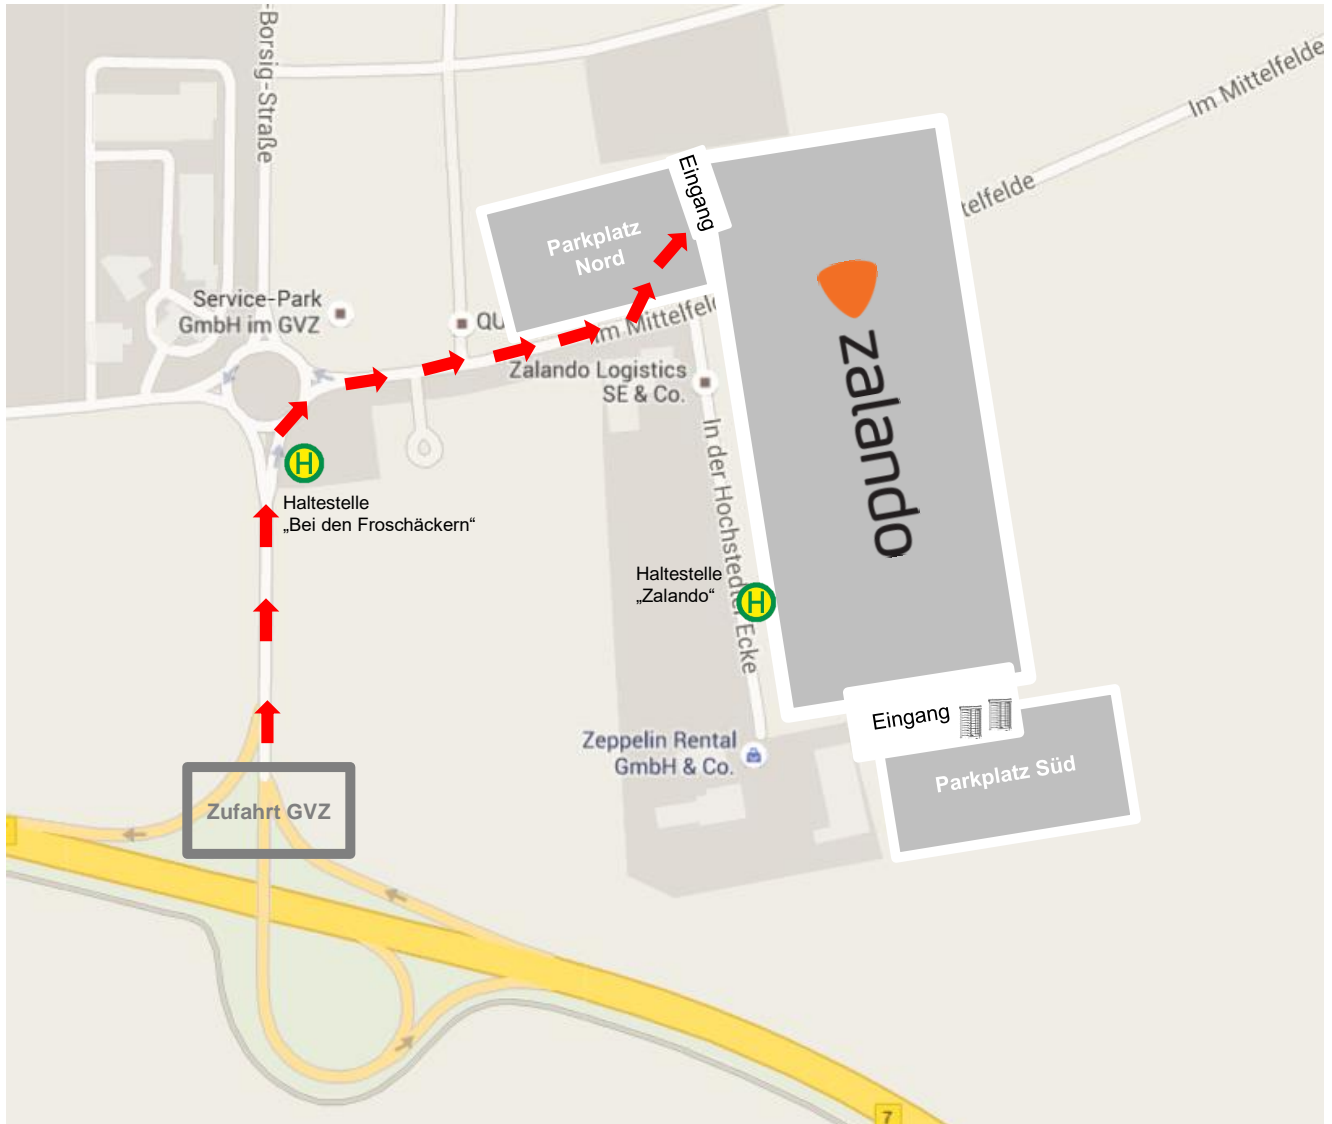 -Borsig-Straße
Im Mittelfelde
telfelde
Eingang
Parkplatz
Nord
Service-Park
GmbH im GVZ
QU
Im Mittelfeld
Zalando Logistics
SE & Co.
zalando
In der Hochstedter Ecke
H
Haltestelle
„Bei den Froschäckern“
Haltestelle
„Zalando“
H
Eingang
Zeppelin Rental
GmbH & Co.
Parkplatz Süd
Zufahrt GVZ
7